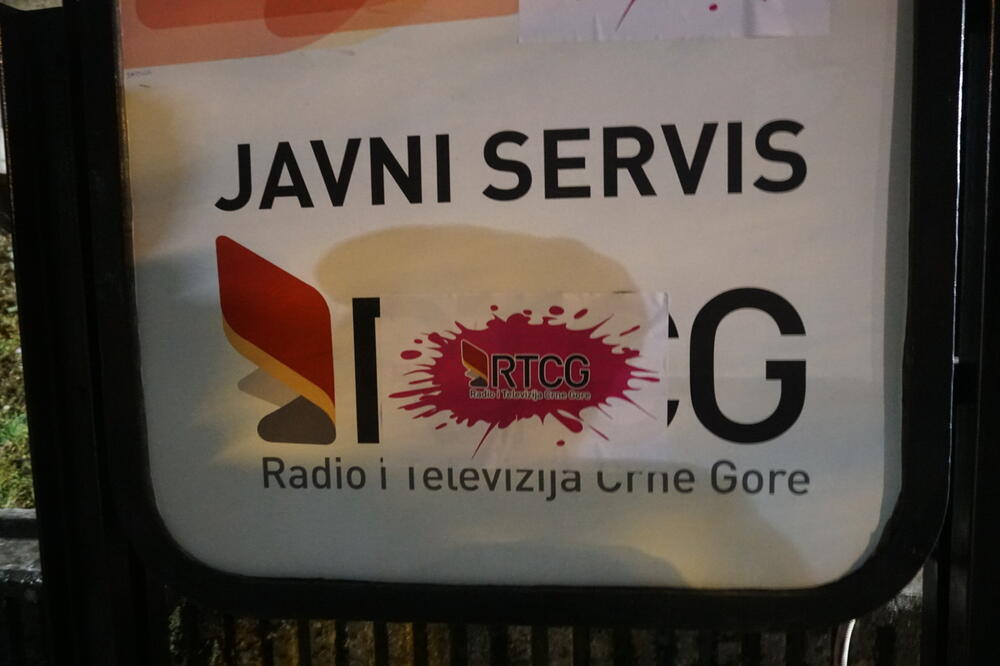 JAVNI SERVIS
RTCG
Radio i Televizija Crne Gore
CG
Radio i Televizija Crne Gore